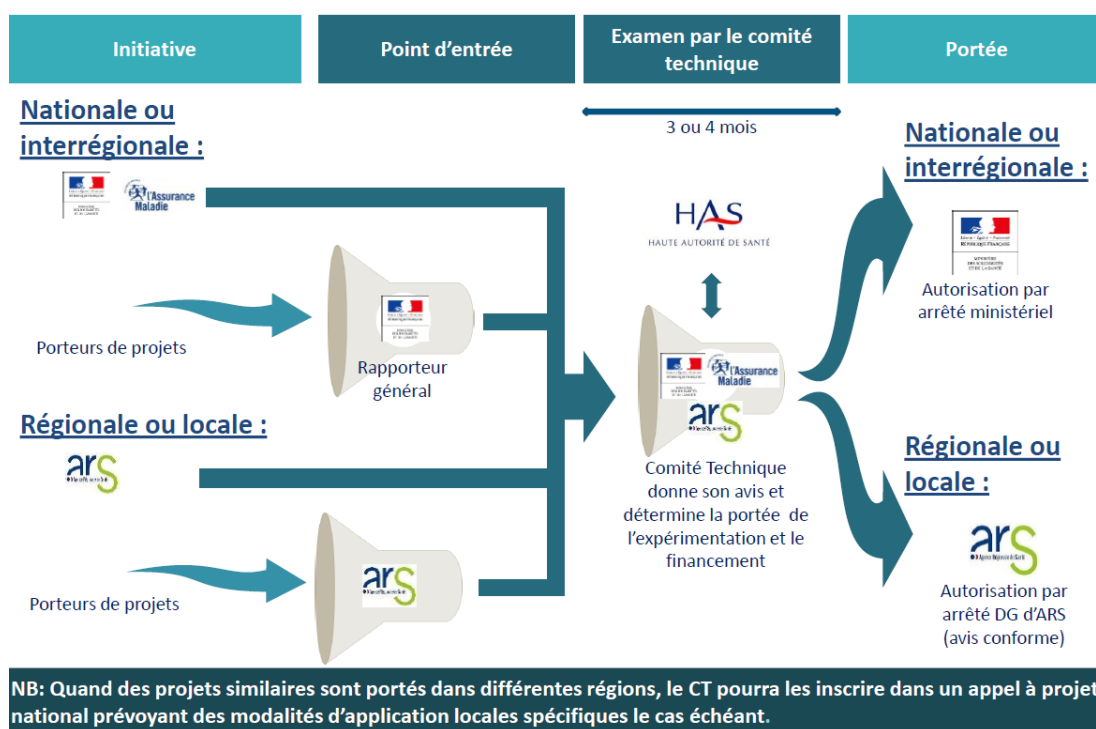 Initiative
Point d'entrée
Examen par le comité
technique
Portée
Nationale ou
interrégionale :
l'Assurance
Maladie
Porteurs de projets
Rapporteur
général
Régionale ou locale :
ars
Porteurs de projets
ars
3 ou 4 mois
HAS
HAUTE AUTORITÉ DE SANTÉ
l'Assurance
Maladie
ars
Comité Technique
donne son avis et
détermine la portée de
l'expérimentation et le
financement
Nationale ou
interrégionale :
RÉPUBLIQUE FRANÇAISE
Autorisation par
arrêté ministériel
Régionale ou
locale :
ars
Autorisation par
arrêté DG d'ARS
(avis conforme)
NB: Quand des projets similaires sont portés dans différentes régions, le CT pourra les inscrire dans un appel à projet
national prévoyant des modalités d'application locales spécifiques le cas échéant.